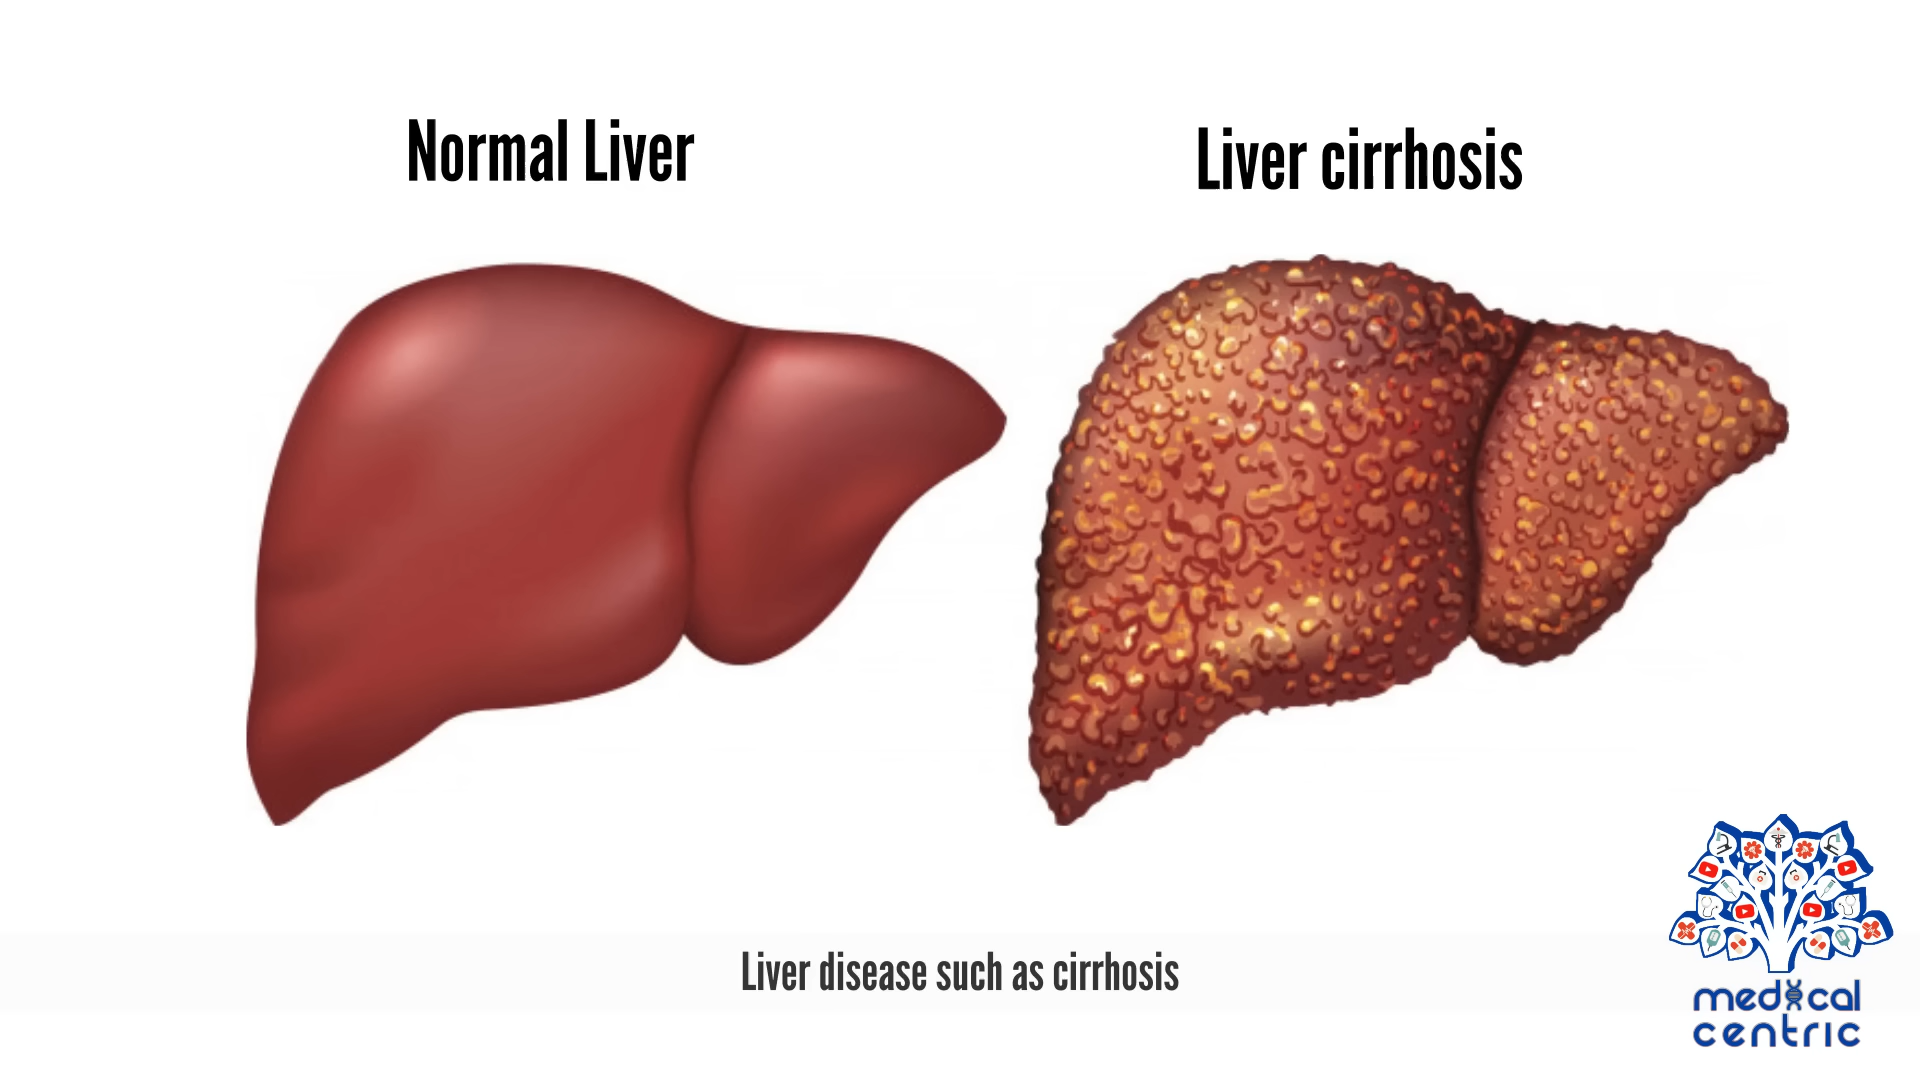 Normal Liver
Liver cirrhosis
Liver disease such as cirrhosis
medical
centric